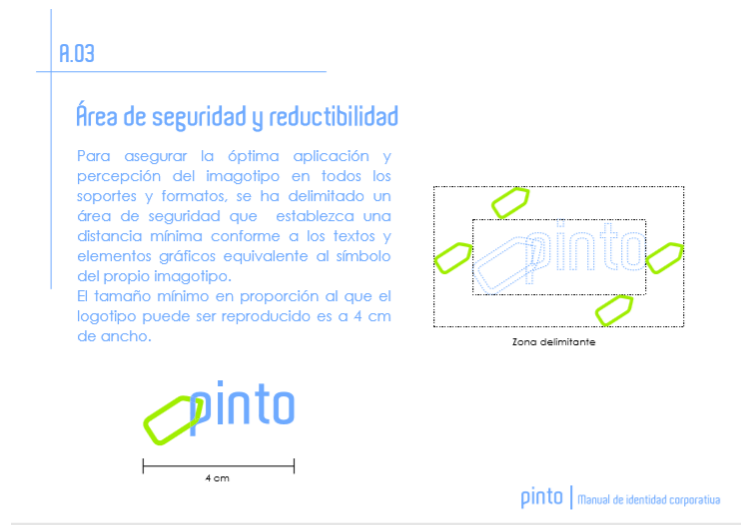 A.03
Área de seguridad y reductibilidad
Para asegurar la óptima aplicación y
percepción del imagotipo en todos los
soportes y formatos, se ha delimitado un
área de seguridad que establezca una
distancia mínima conforme a los textos y
elementos gráficos equivalente al símbolo
del propio imagotipo.
El tamaño mínimo en proporción al que el
logotipo puede ser reproducido es a 4 cm
de ancho.
pinto
Zona delimitante
pinto
4 cm
pinto | Manual de identidad corporativa